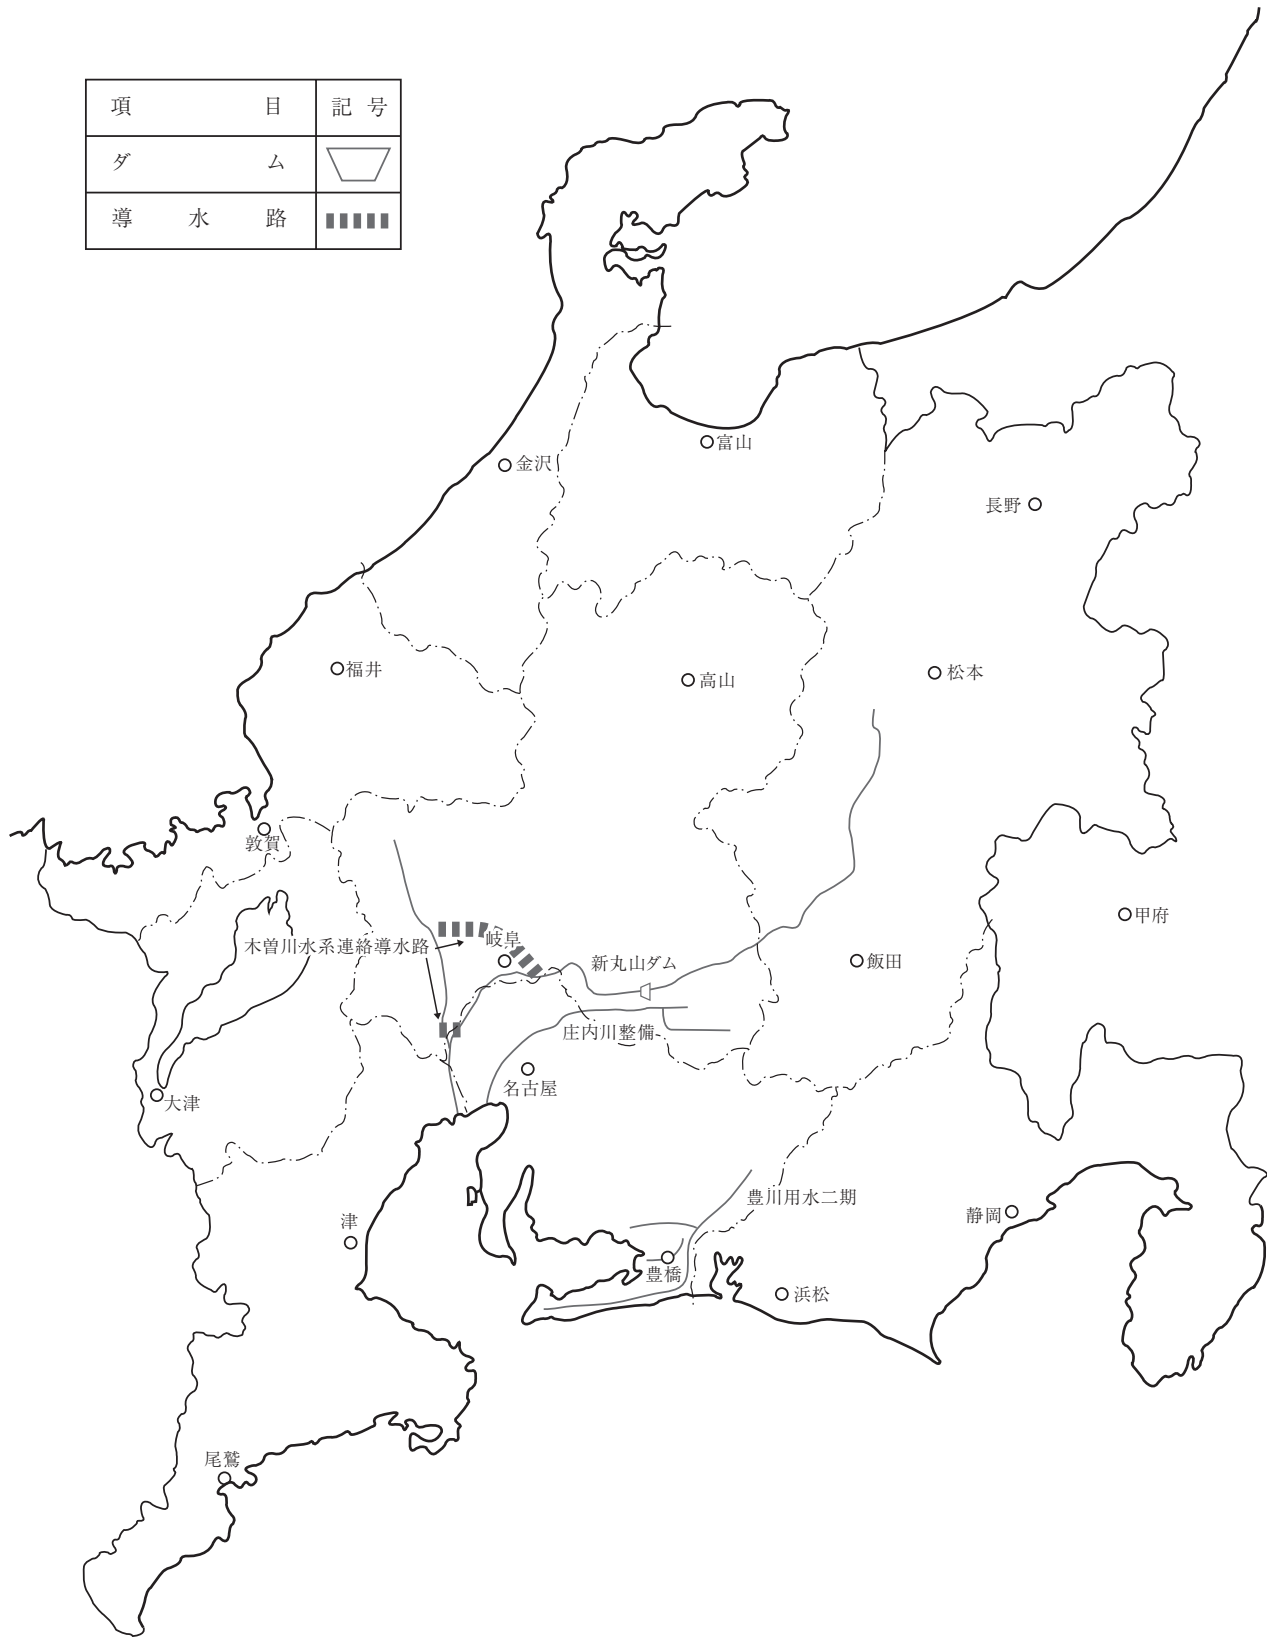 項目 記号
ダム
導水路
富山
金沢
長野
福井
高山
松本
敦賀
甲府
木曽川水系連絡導水路
岐阜
新丸山ダム
飯田
庄内川整備
名古屋
大津
豊川用水二期
静岡
津
豊橋
浜松
尾鷲